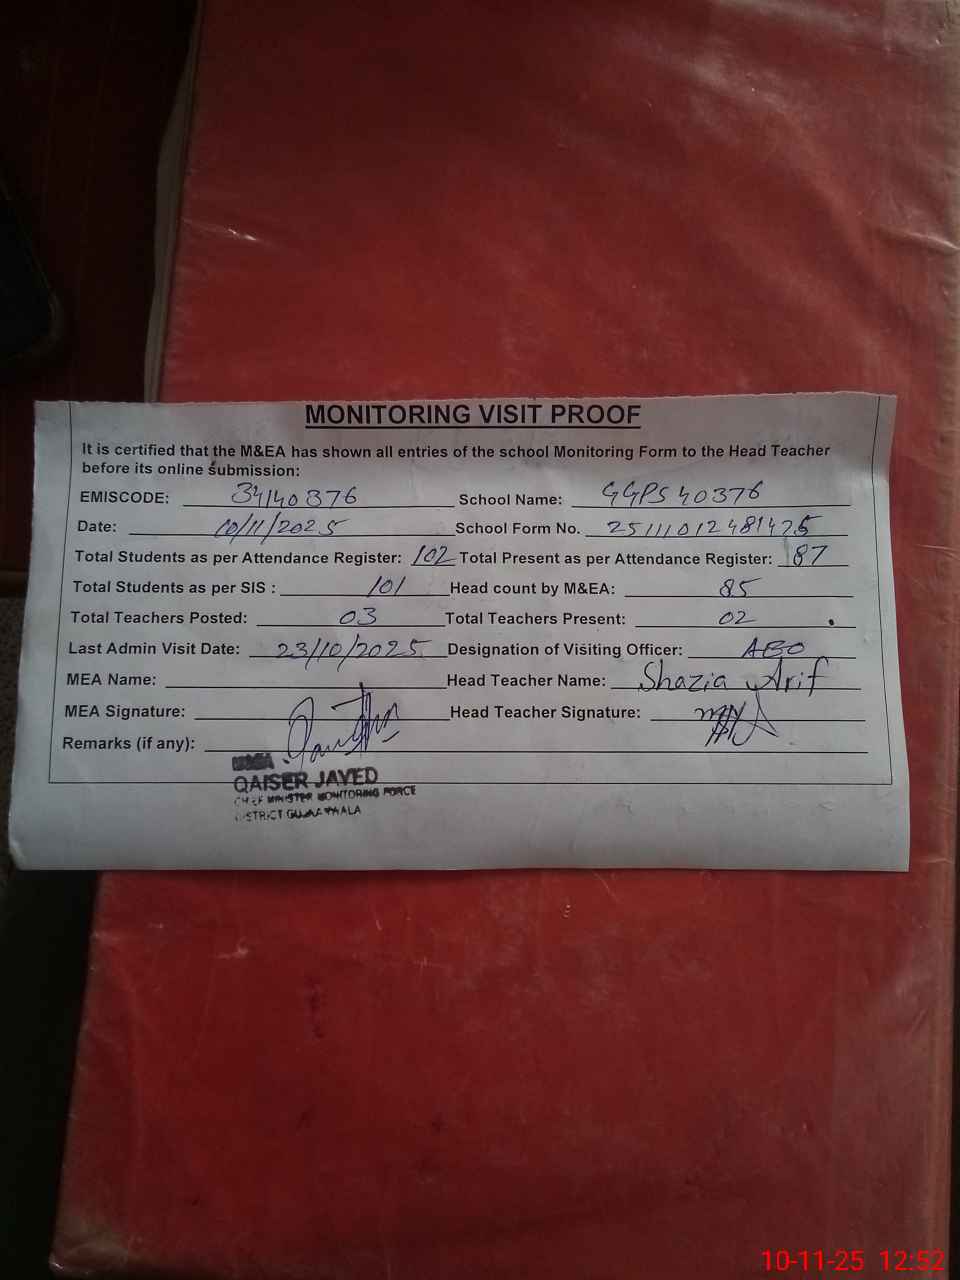 MONITORING VISIT PROOF
It is certified that the M&EA has shown all entries of the school Monitoring Form to the Head Teacher
before its online submission:
EMISCODE: 34140376 School Name: GGPS 40376
Date: 10/11/2025 School Form No. 25111012481475
Total Students as per Attendance Register: 102 Total Present as per Attendance Register: 87
Total Students as per SIS : 101 Head count by M&EA: 85
Total Teachers Posted: 03 Total Teachers Present: 02
Last Admin Visit Date: 23/10/2025 Designation of Visiting Officer: AEO
MEA Name: Head Teacher Name: Shazia Arif
MEA Signature: Head Teacher Signature:
Remarks (if any):
QAISER JAVED
CHIEF MINISTER MONITORING FORCE
DISTRICT
10-11-25 12:52